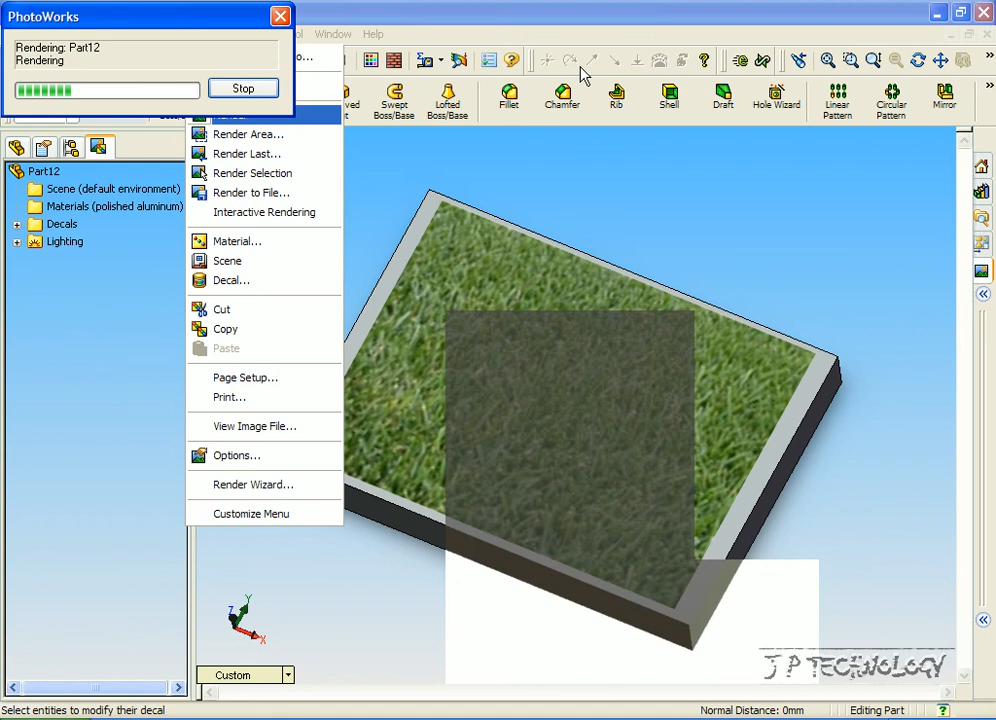 PhotoWorks
Rendering: Part12
Rendering
Stop
Window Help
Swept Boss/Base
Lofted Boss/Base
Fillet
Chamfer
Rib
Shell
Draft
Hole Wizard
Linear Pattern
Circular Pattern
Mirror
Part12
Scene (default environment)
Materials (polished aluminum)
Decals
Lighting
Render Area...
Render Last...
Render Selection
Render to File...
Interactive Rendering
Material...
Scene
Decal...
Cut
Copy
Paste
Page Setup...
Print...
View Image File...
Options...
Render Wizard...
Customize Menu
Z
Y
X
Custom
J P TECHNOLOGY
Select entities to modify their decal
Normal Distance: 0mm
Editing Part